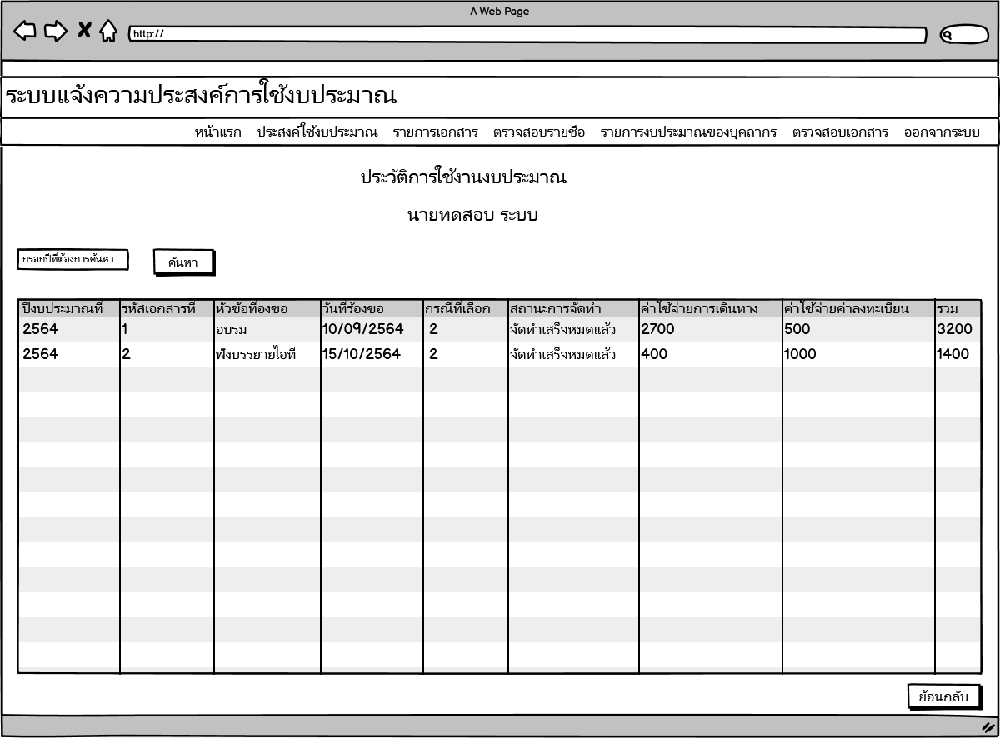 A Web Page
http://
ระบบแจ้งความประสงค์การใช้งบประมาณ
หน้าแรก ประสงค์ใช้งบประมาณ รายการเอกสาร ตรวจสอบรายชื่อ รายการงบประมาณของบุคลากร ตรวจสอบเอกสาร ออกจากระบบ
ประวัติการใช้งานงบประมาณ
นายทดสอบ ระบบ
กรอกปีที่ต้องการค้นหา ค้นหา
ปีงบประมาณที่ รหัสเอกสารที่ หัวข้อที่องขอ วันที่ร้องขอ กรณีที่เลือก สถานะการจัดทำ ค่าใช้จ่ายการเดินทาง ค่าใช้จ่ายค่าลงทะเบียน รวม
2564 1 อบรม 10/09/2564 2 จัดทำเสร็จหมดแล้ว 2700 500 3200
2564 2 ฟังบรรยายไอที 15/10/2564 2 จัดทำเสร็จหมดแล้ว 400 1000 1400
ย้อนกลับ